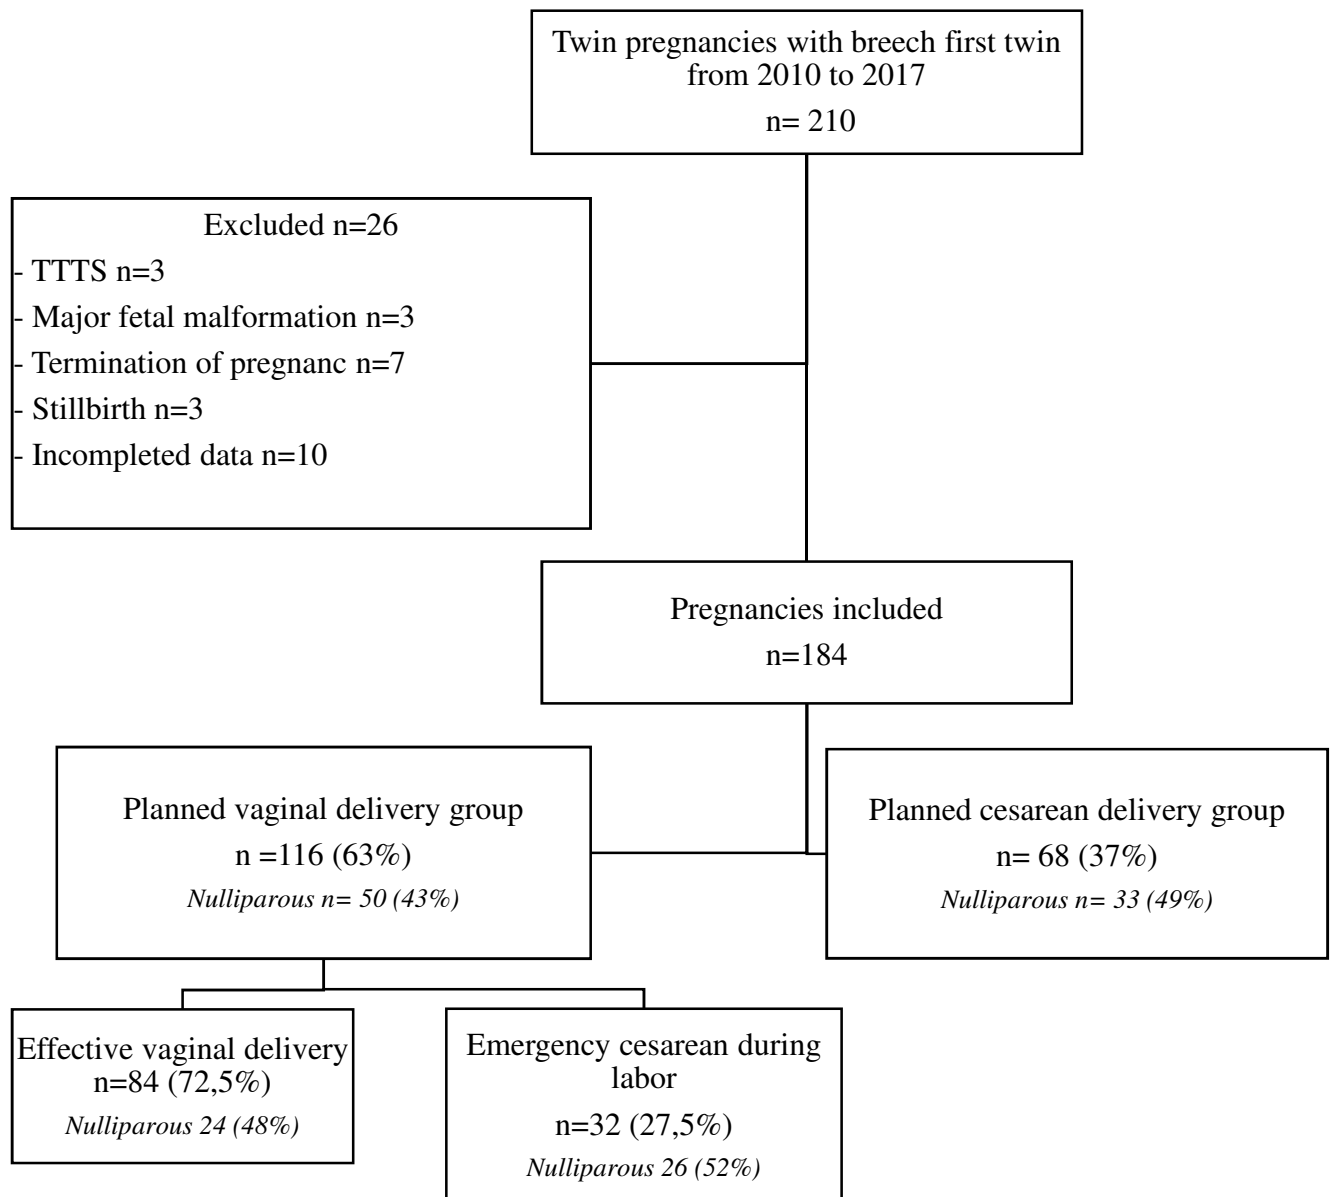 Twin pregnancies with breech first twin
from 2010 to 2017
n= 210
Excluded n=26
- TTTS n=3
- Major fetal malformation n=3
- Termination of pregnanc n=7
- Stillbirth n=3
- Incompleted data n=10
Pregnancies included
n=184
Planned vaginal delivery group
n =116 (63%)
Nulliparous n= 50 (43%)
Planned cesarean delivery group
n= 68 (37%)
Nulliparous n= 33 (49%)
Effective vaginal delivery
n=84 (72,5%)
Nulliparous 24 (48%)
Emergency cesarean during
labor
n=32 (27,5%)
Nulliparous 26 (52%)